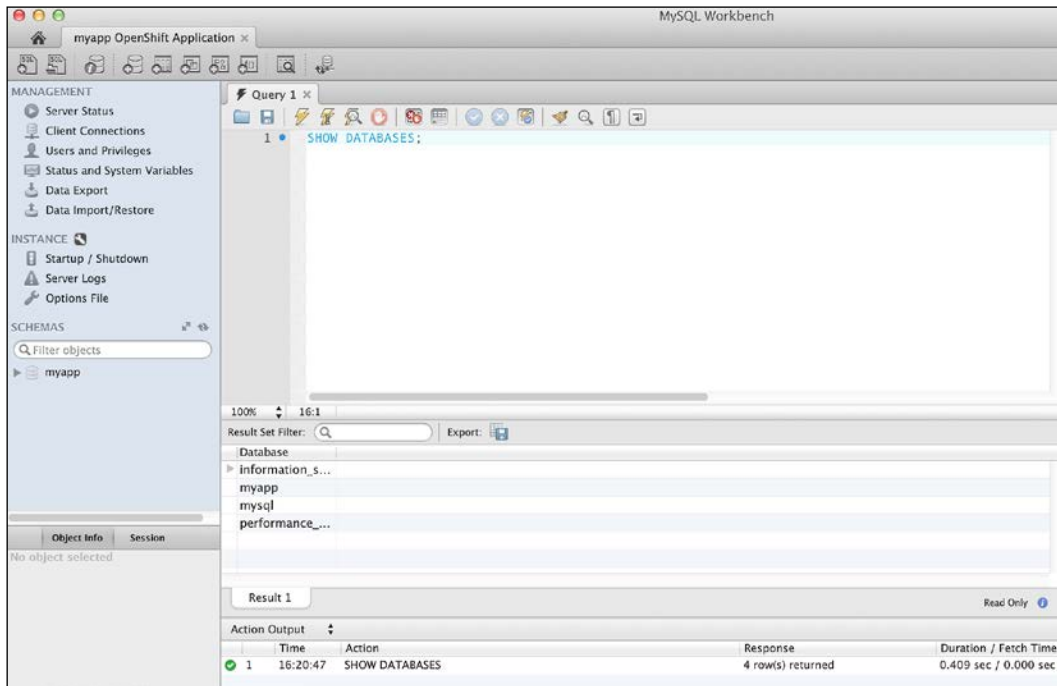 MySQL Workbench
myapp OpenShift Application
MANAGEMENT
Server Status
Client Connections
Users and Privileges
Status and System Variables
Data Export
Data Import/Restore
INSTANCE
Startup / Shutdown
Server Logs
Options File
SCHEMAS
Filter objects
myapp
Object Info Session
No object selected
Query 1
1 SHOW DATABASES;
100% 16:1
Result Set Filter: Export:
Database
information_s...
myapp
mysql
performance_...
Result 1
Read Only
Action Output
Time Action Response Duration / Fetch Time
1 16:20:47 SHOW DATABASES 4 row(s) returned 0.409 sec / 0.000 sec